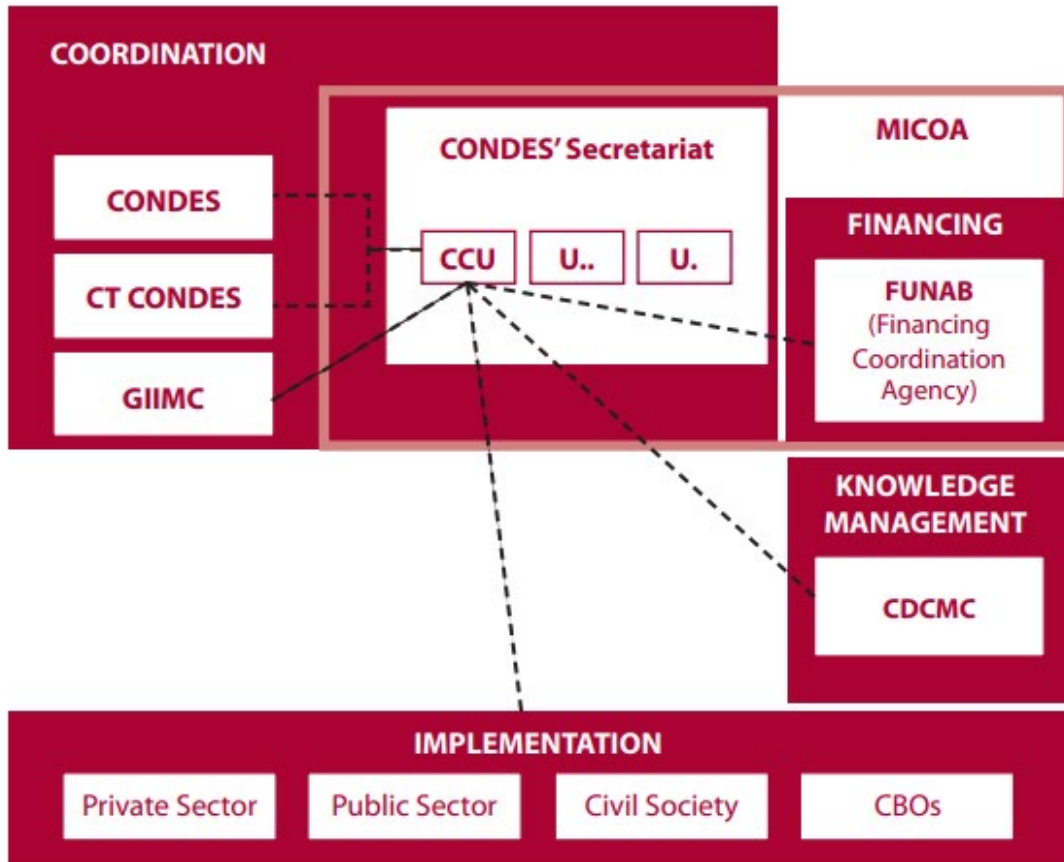 COORDINATION
CONDES' Secretariat
MICOA
CONDES
CT CONDES
GIIMC
CCU
U..
U.
FINANCING
FUNAB
(Financing
Coordination
Agency)
KNOWLEDGE
MANAGEMENT
CDCMC
IMPLEMENTATION
Private Sector
Public Sector
Civil Society
CBOs